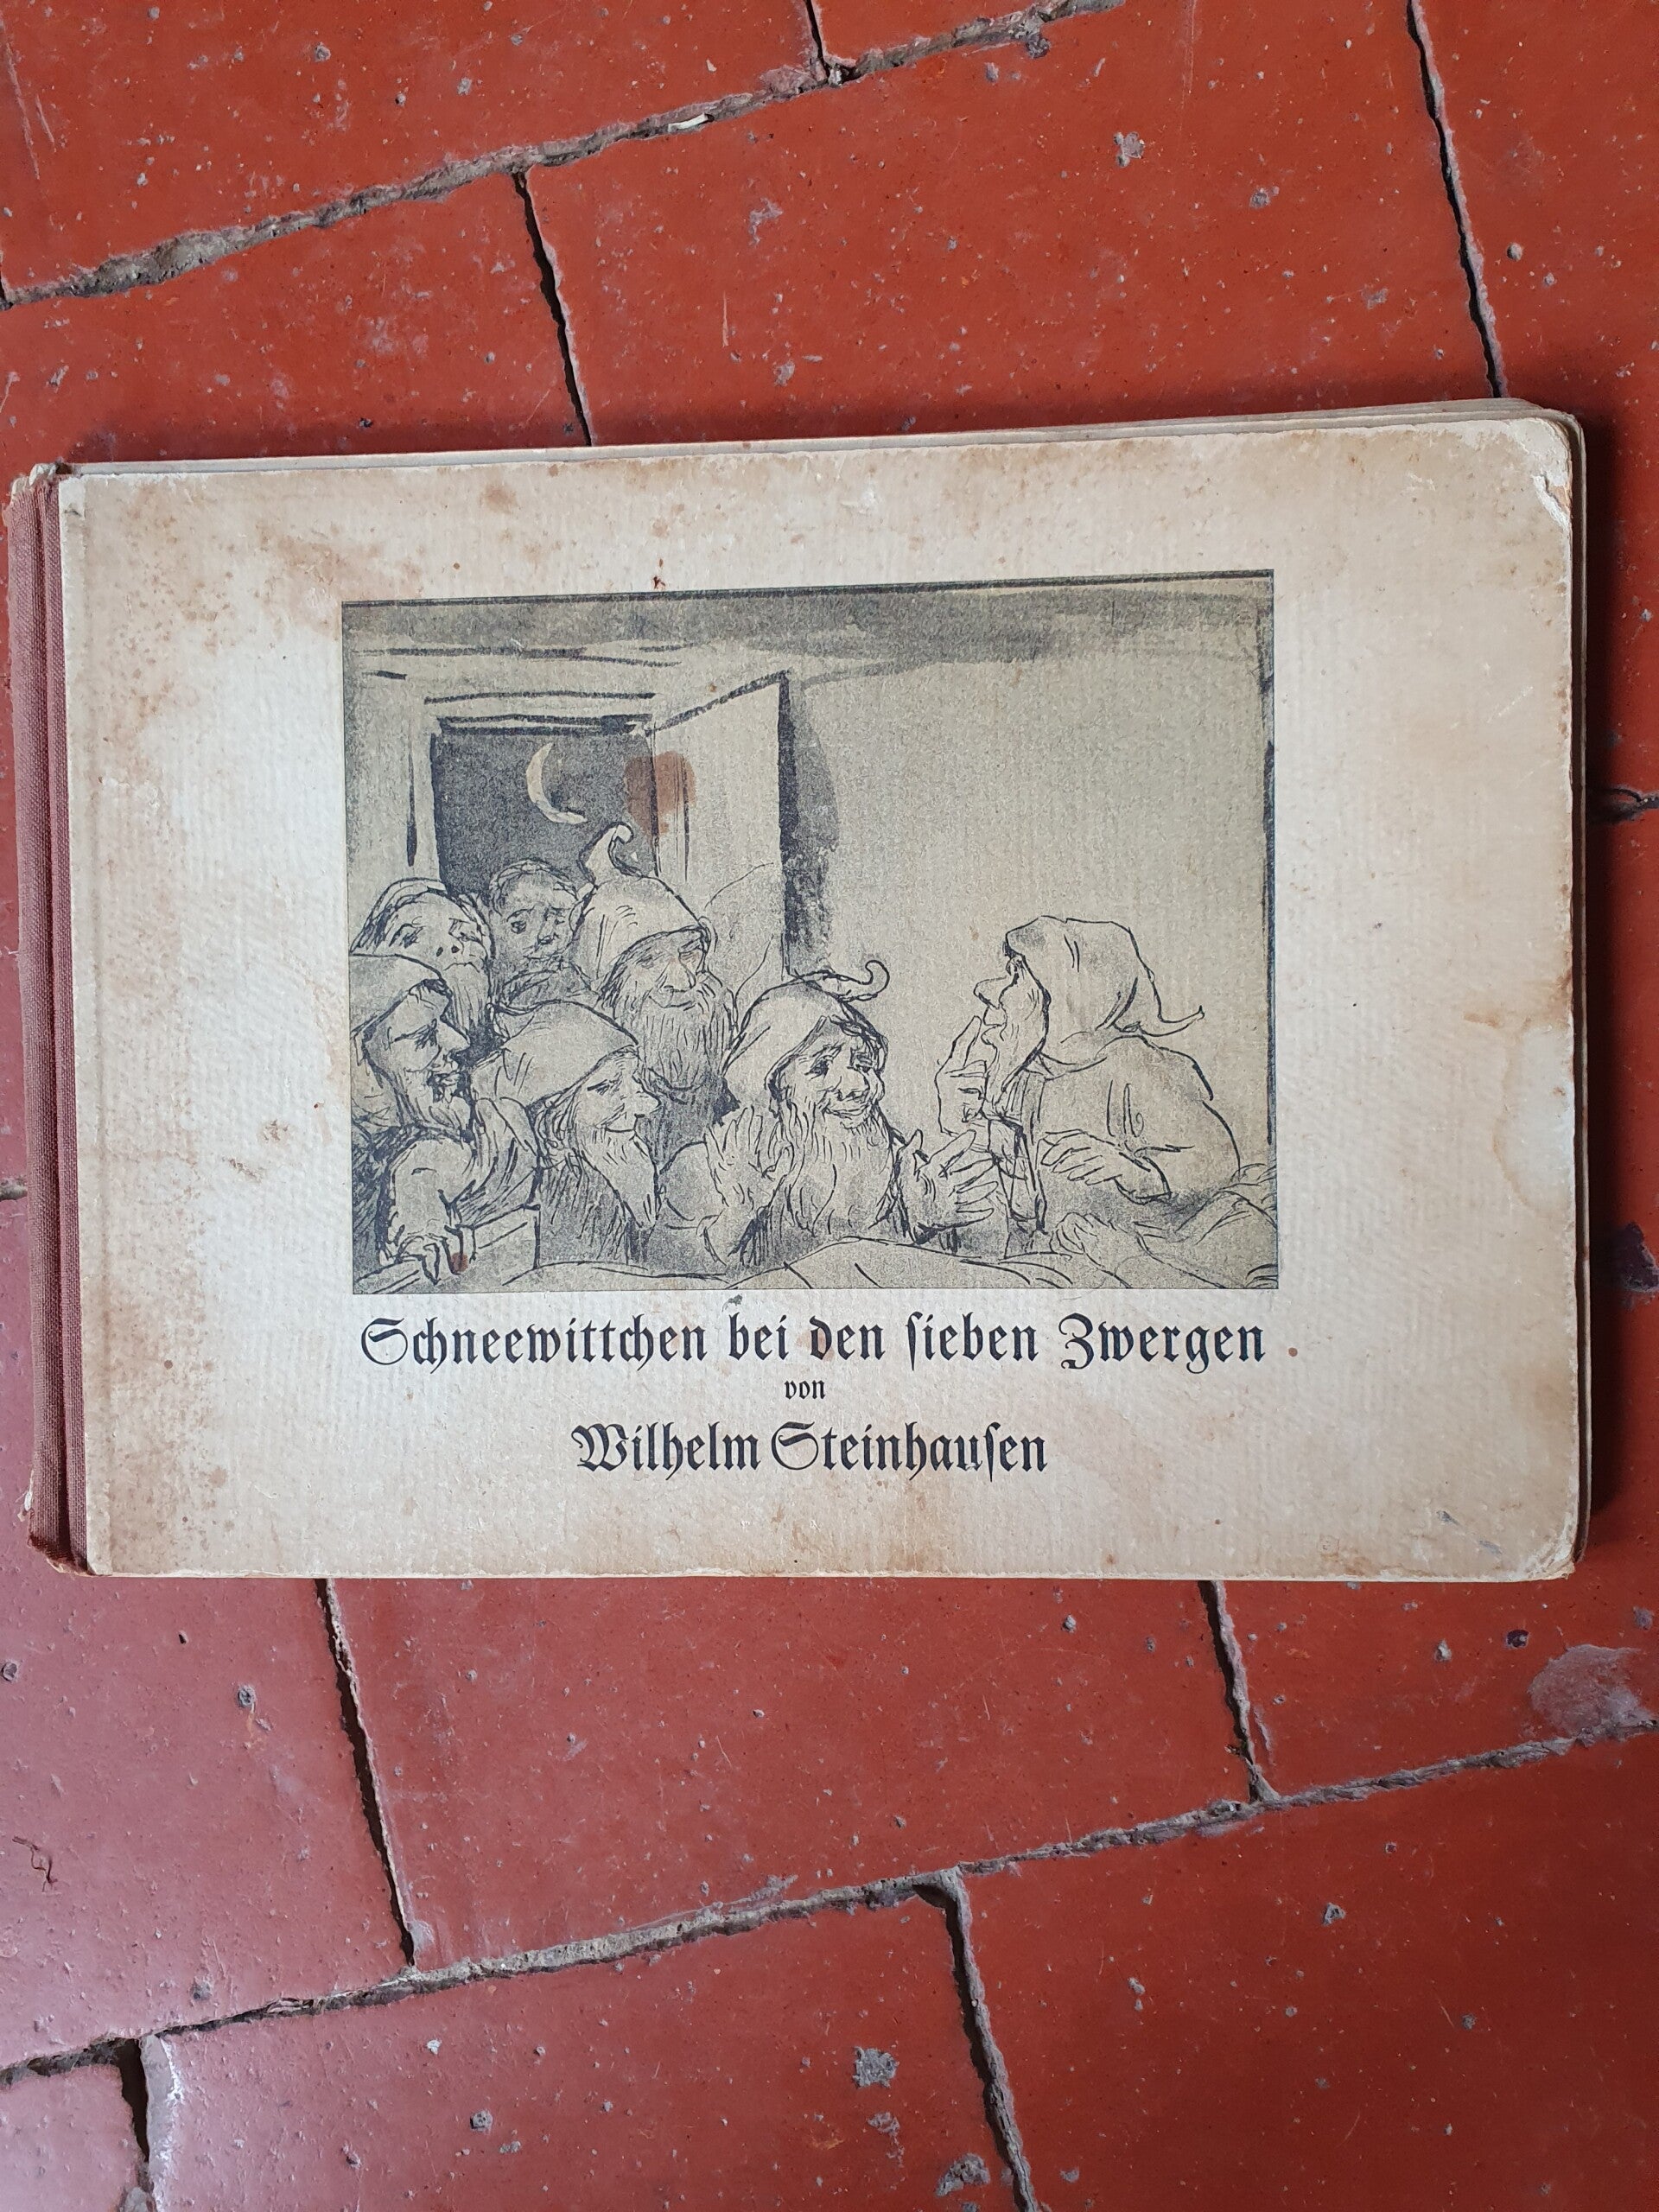 Schneewittchen bei den sieben Zwergen
von
Wilhelm Steinhausen